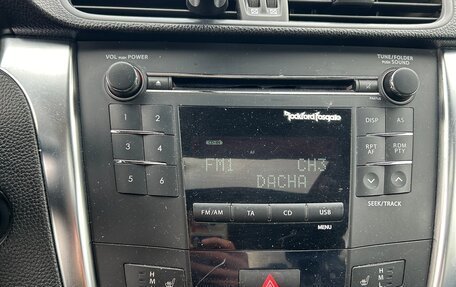 VOL PUSH POWER
TUNE/FOLDER
PUSH SOUND
Rockford Fosgate
1 2
DISP AS
AF
3 4
RPT AF
RDM PTY
FM1 CH3
5 6
DACHA
SEEK/TRACK
FM/AM TA CD USB
MENU
H
M
H
M
L